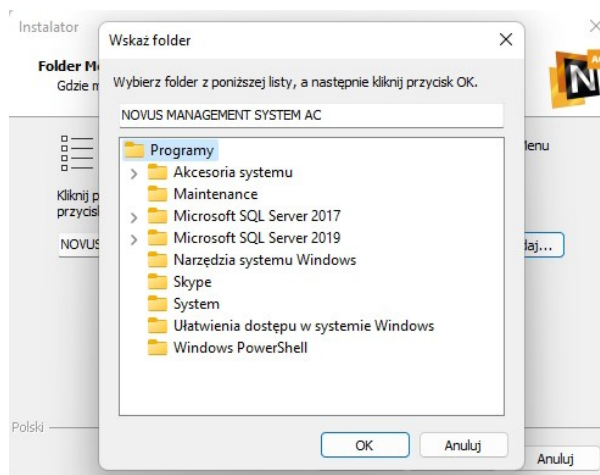 Instalator
Wskaż folder
Folder M
Gdzie m
Wybierz folder z poniższej listy, a następnie kliknij przycisk OK.
NOVUS MANAGEMENT SYSTEM AC
Programy
Akcesoria systemu
Maintenance
Microsoft SQL Server 2017
Microsoft SQL Server 2019
Narzędzia systemu Windows
Skype
System
Ułatwienia dostępu w systemie Windows
Windows PowerShell
Menu
Kliknij p
przycis
NOVUS
daj...
Polski
OK
Anuluj
Anuluj